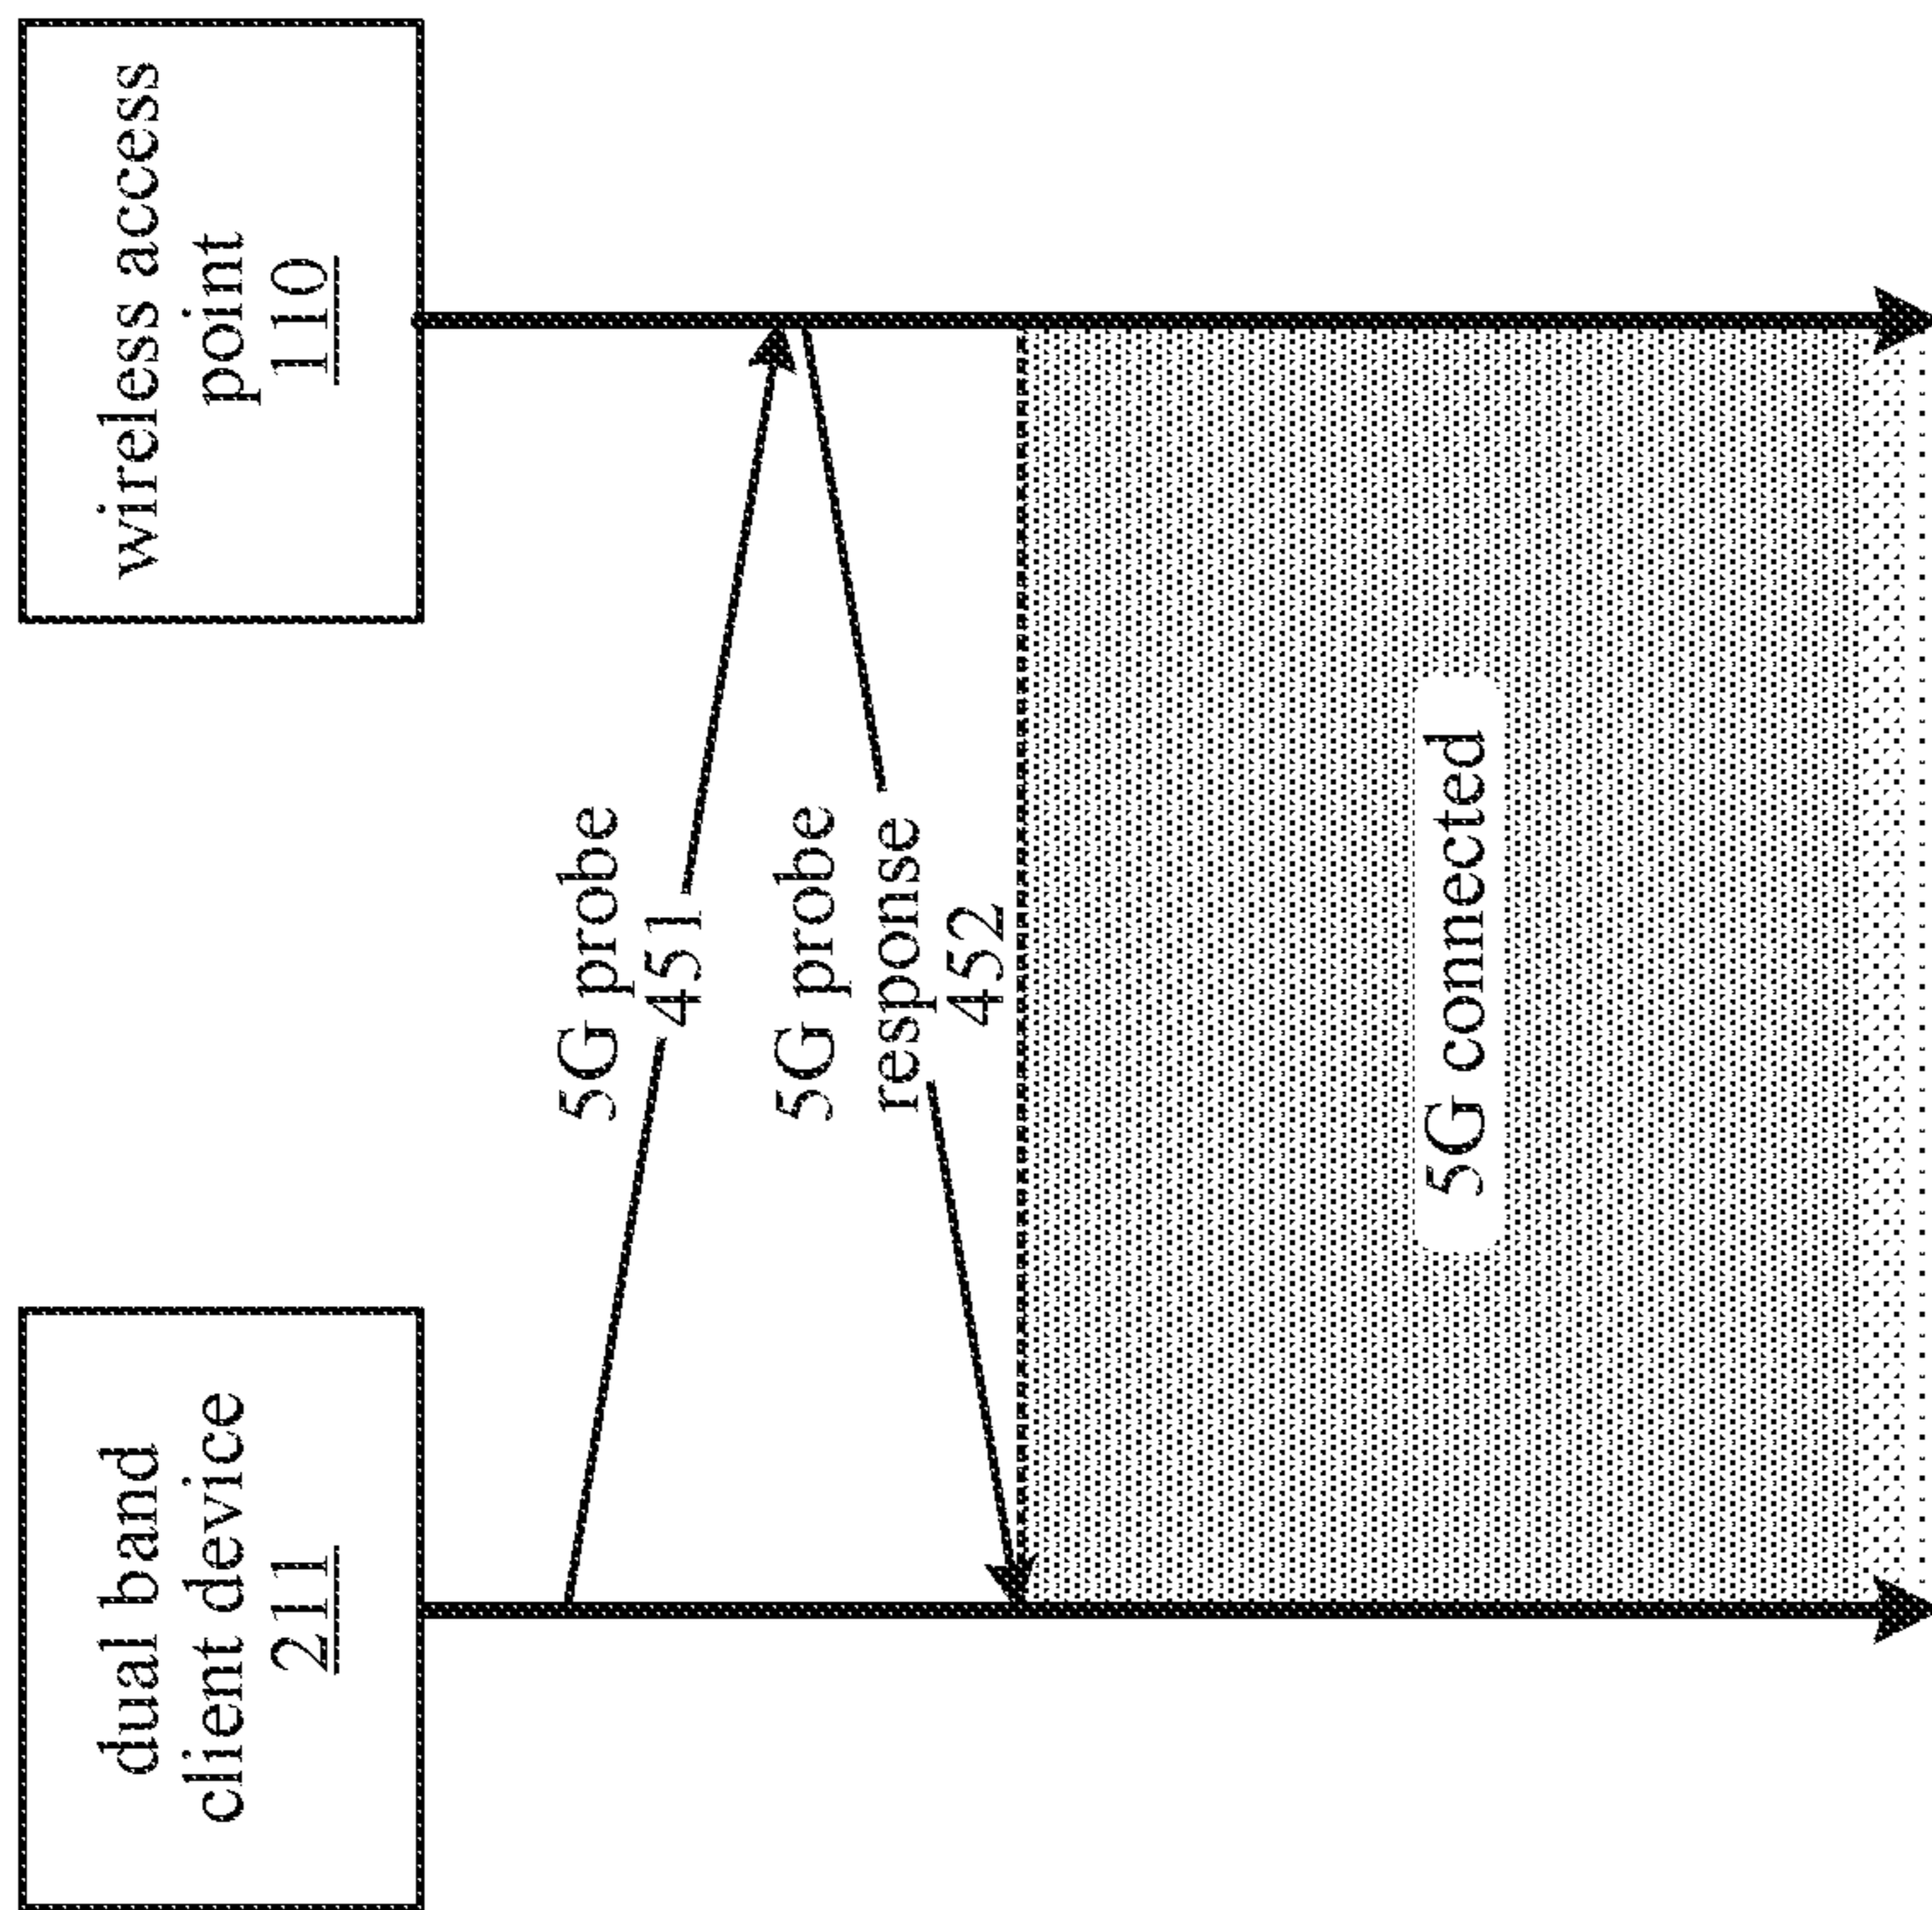 dual band
client device
211
wireless access
point
110
5G probe
451
5G probe
response
452
5G connected